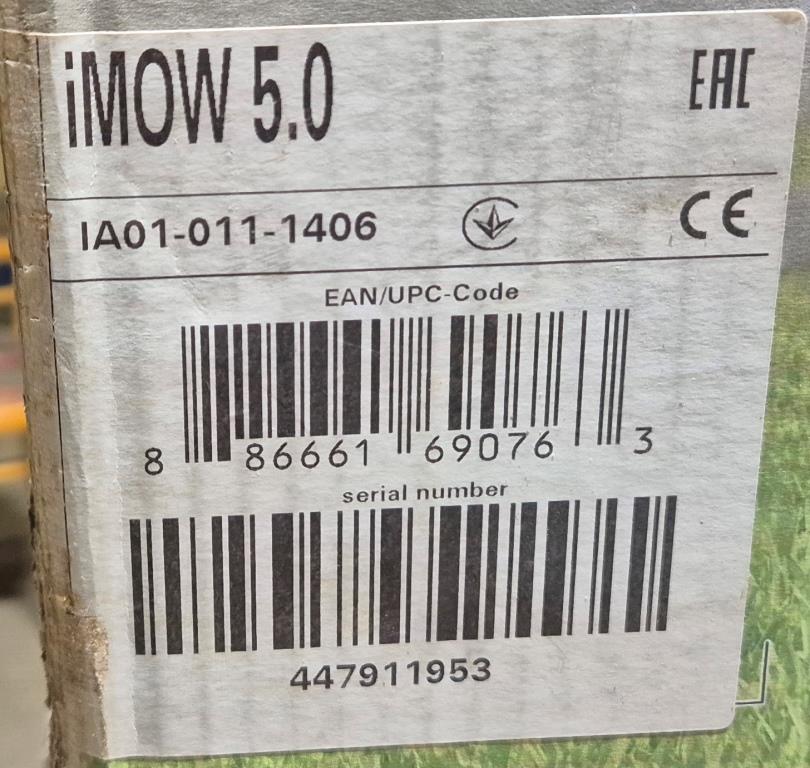 iMOW 5.0
EAC
IA01-011-1406
CE
EAN/UPC-Code
8 86661 69076 3
serial number
447911953